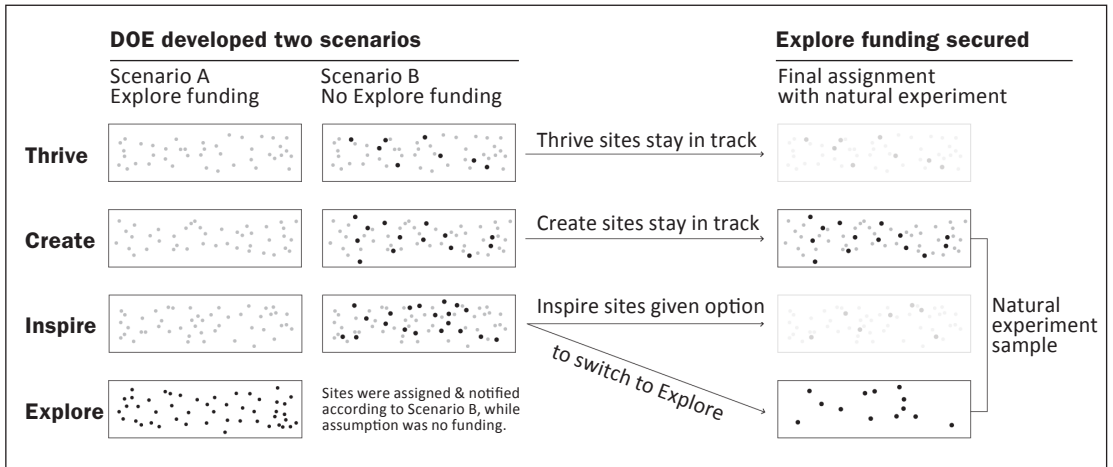 DOE developed two scenarios
Explore funding secured
Scenario A
Explore funding
Scenario B
No Explore funding
Final assignment
with natural experiment
Thrive
Thrive sites stay in track
Create
Create sites stay in track
Inspire
Inspire sites given option
to switch to Explore
Natural
experiment
sample
Explore
Sites were assigned & notified
according to Scenario B, while
assumption was no funding.